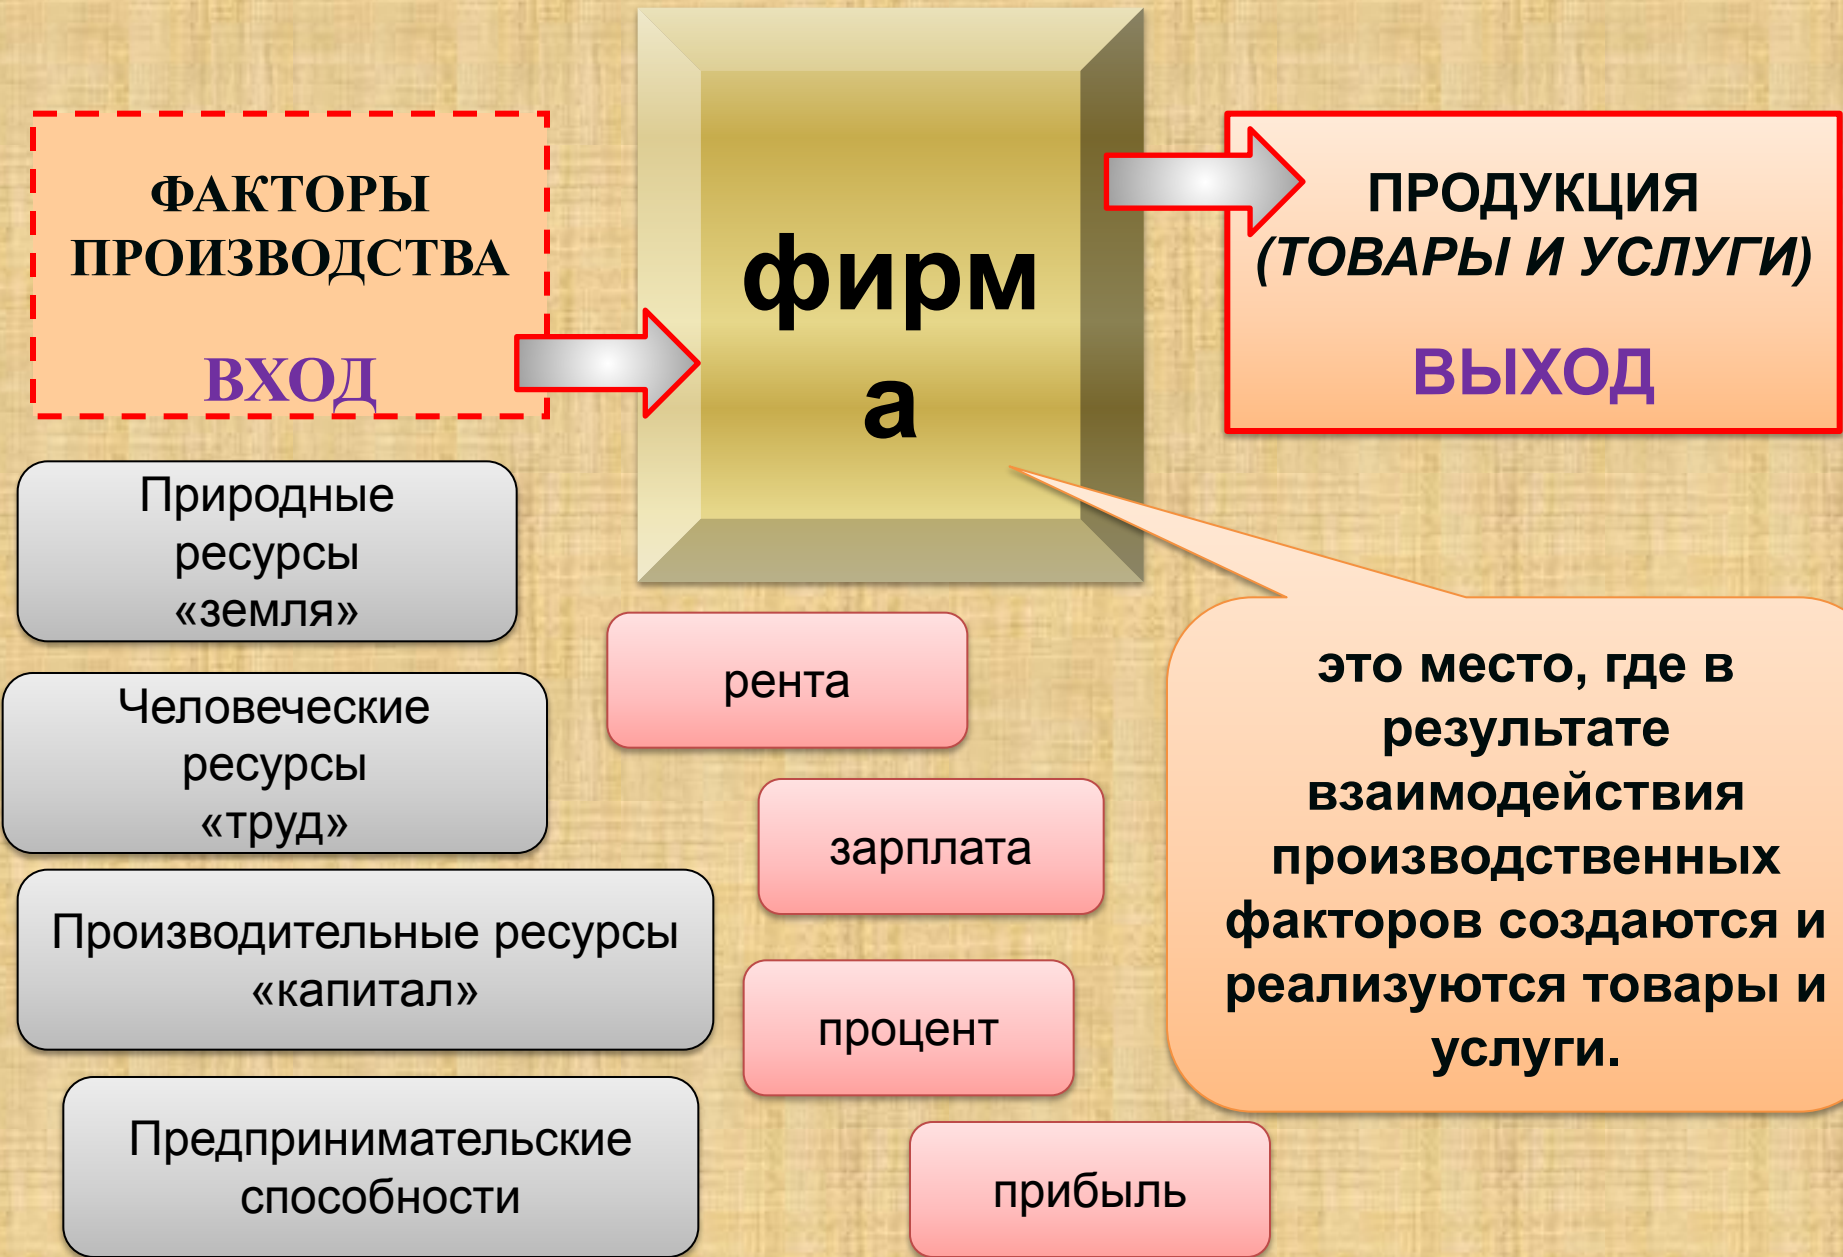 ФАКТОРЫ
ПРОИЗВОДСТВА
ВХОД
фирм
а
ПРОДУКЦИЯ
(ТОВАРЫ И УСЛУГИ)
ВЫХОД
Природные
ресурсы
«земля»
Человеческие
ресурсы
«труд»
Производительные ресурсы
«капитал»
Предпринимательские
способности
рента
зарплата
процент
прибыль
это место, где в
результате
взаимодействия
производственных
факторов создаются и
реализуются товары и
услуги.